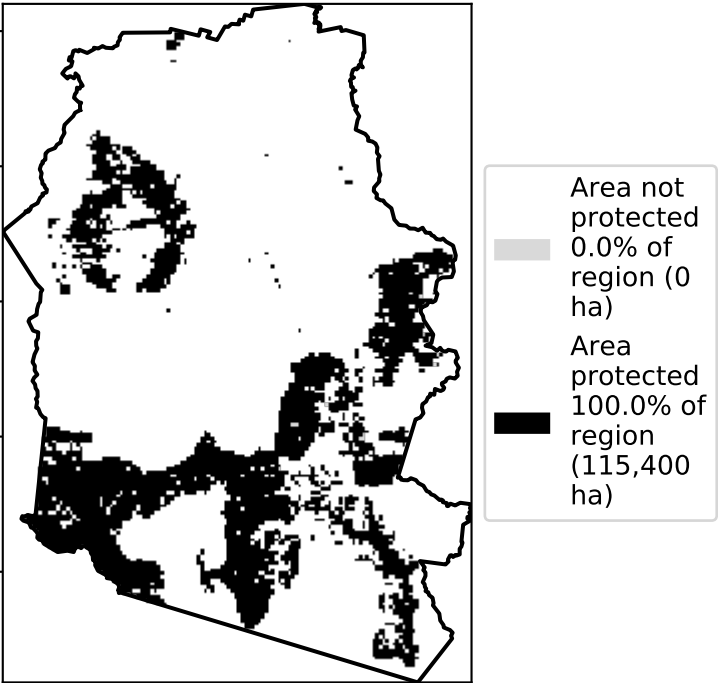 Area not
protected
0.0% of
region (0
ha)
Area
protected
100.0% of
region
(115,400
ha)